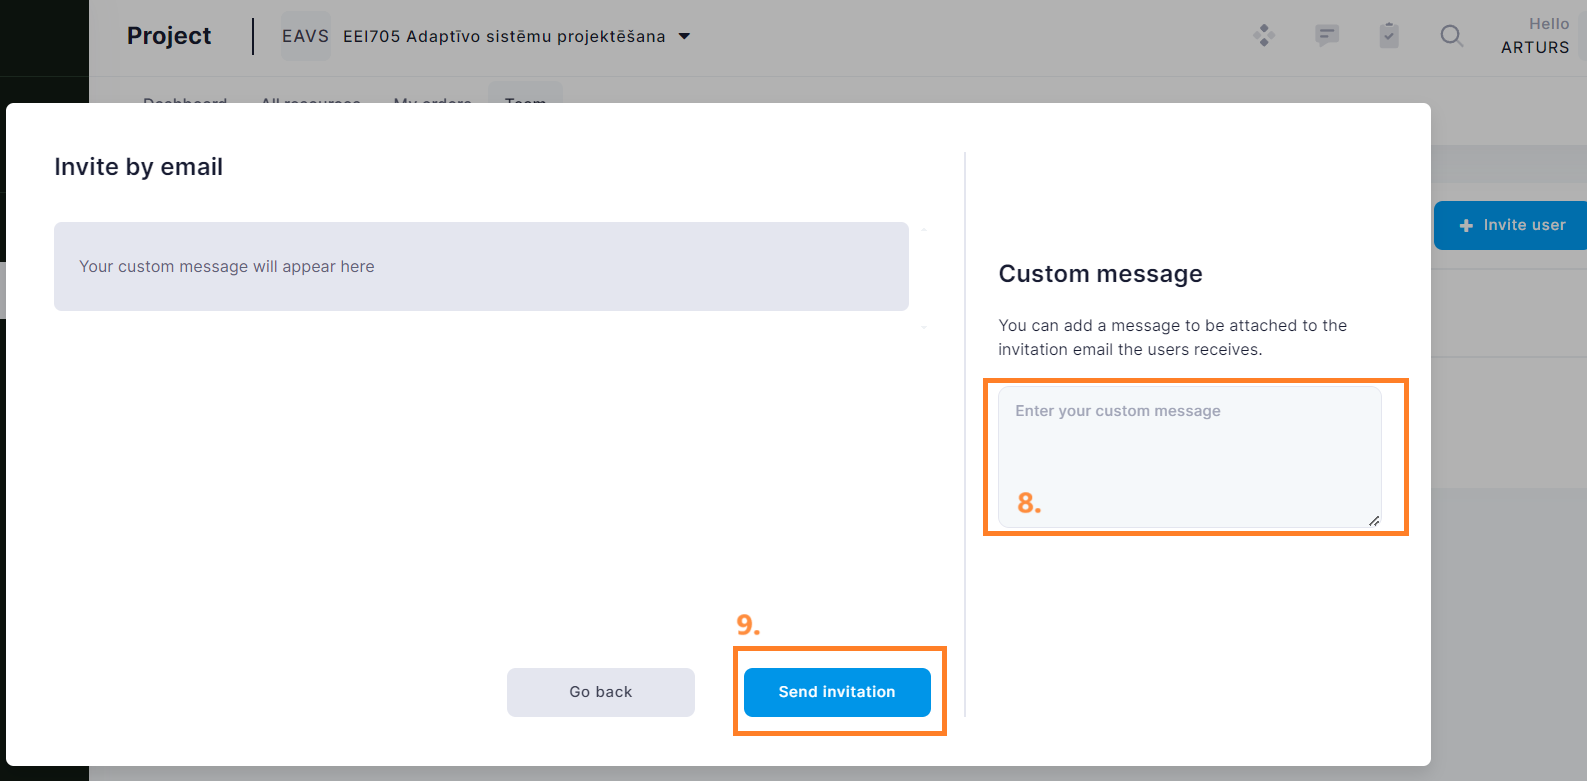 Project
EAVS EEI705 Adaptīvo sistēmu projektēšana
Hello
ARTURS
Dashboard All resources My orders Team
Invite by email
Your custom message will appear here
Invite user
Custom message
You can add a message to be attached to the
invitation email the users receives.
Enter your custom message
8.
9.
Go back
Send invitation